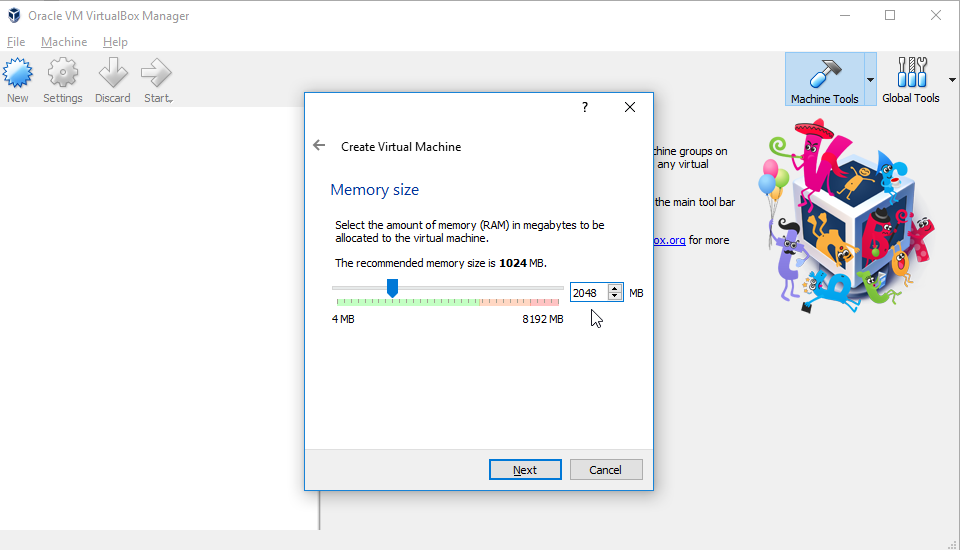 Oracle VM VirtualBox Manager
File Machine Help
New Settings Discard Start
Machine Tools Global Tools
?
Create Virtual Machine
Memory size
Select the amount of memory (RAM) in megabytes to be
allocated to the virtual machine.
The recommended memory size is 1024 MB.
2048 MB
4 MB 8192 MB
Next Cancel
chine groups on
any virtual
the main tool bar
ox.org for more